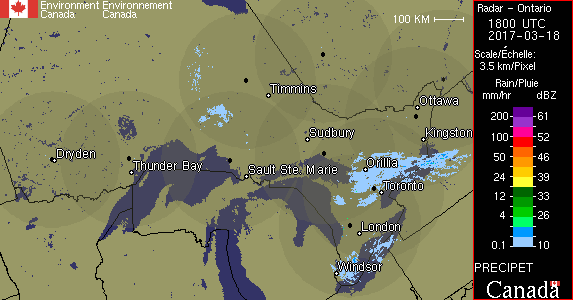 Environment Environnement
Canada Canada
100 KM
Timmins
Ottawa
Kingston
Sudbury
Dryden
Thunder Bay
Sault Ste. Marie
Orillia
Toronto
London
Windsor
Radar - Ontario
1800 UTC
2017-03-18
Scale/Échelle:
3.5 km/Pixel
Rain/Pluie
mm/hr dBZ
200 61
100 52
50 46
24 39
12 33
4 26
0.1 10
PRECIPET
Canada